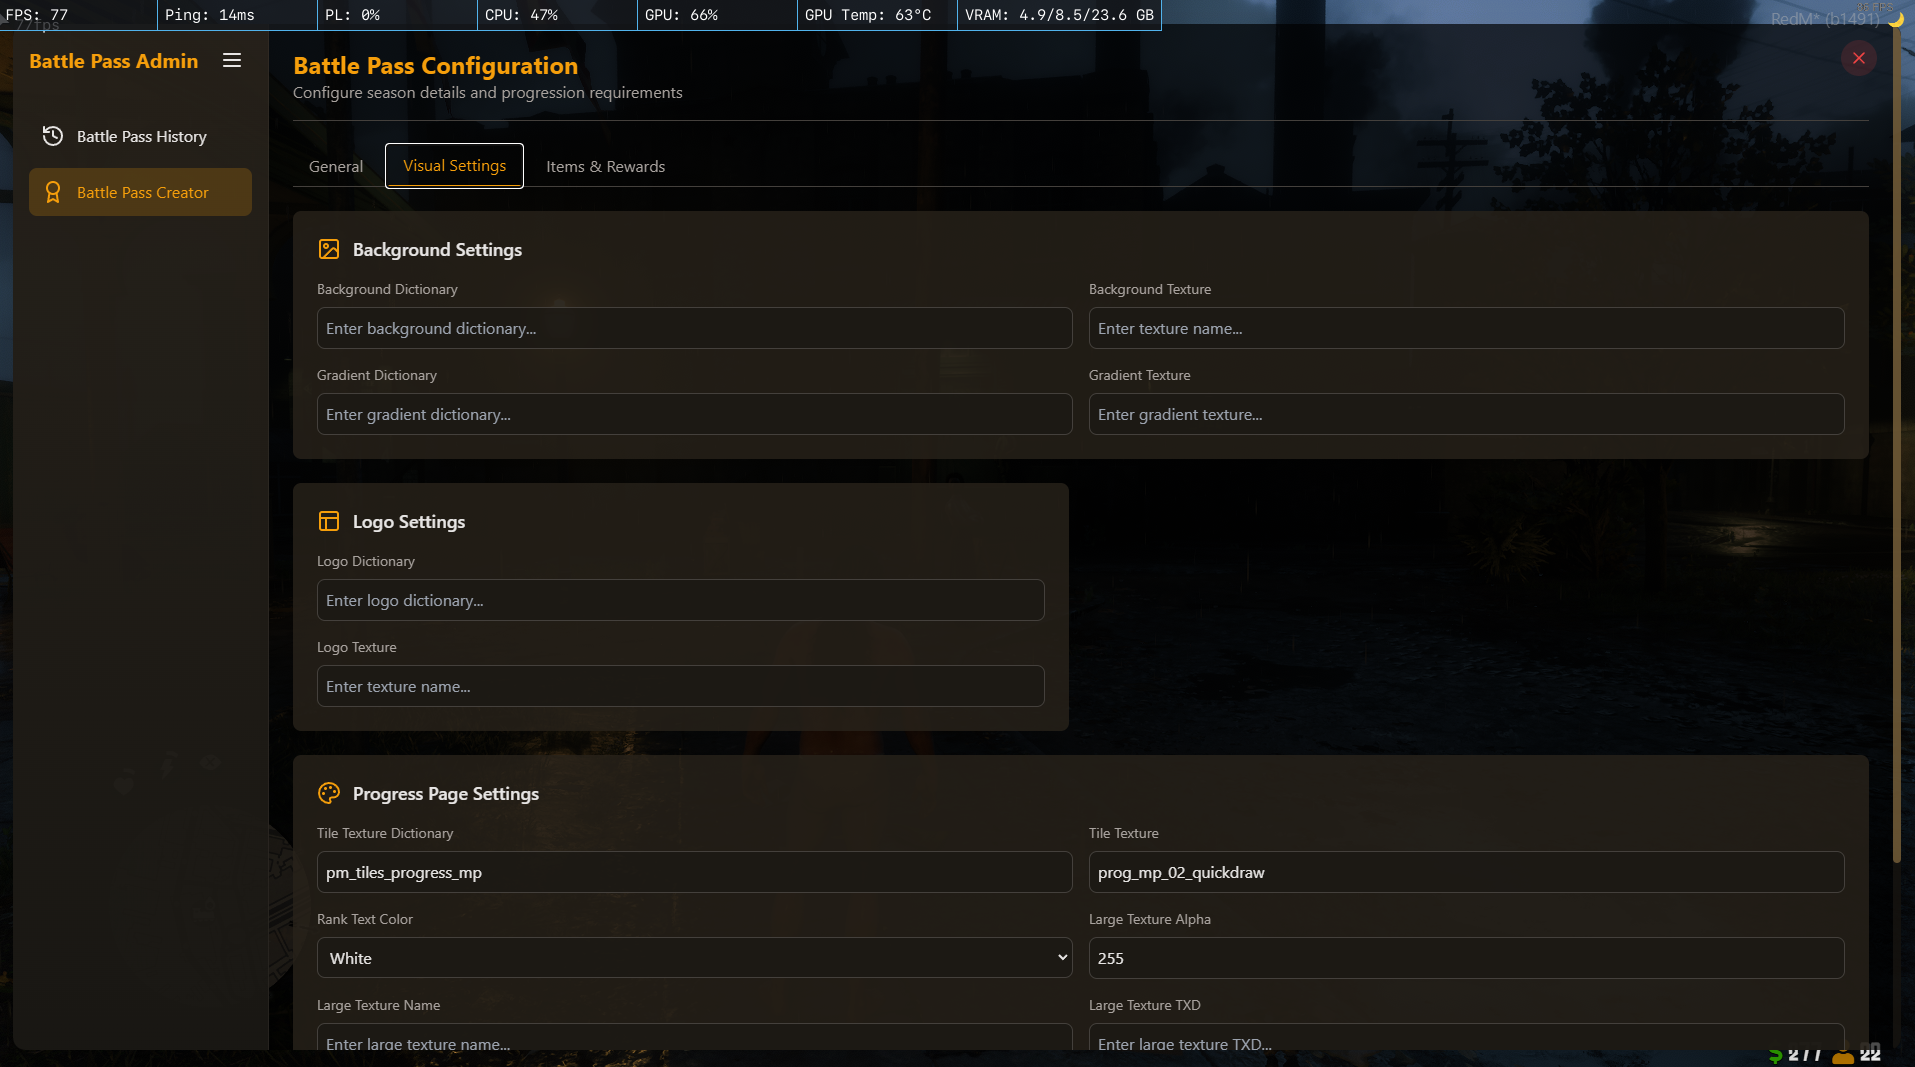 FPS: 77
Ping: 14ms
PL: 0%
CPU: 47%
GPU: 66%
GPU Temp: 63°C
VRAM: 4.9/8.5/23.6 GB
77fps
86 FPS
RedM* (b1491)
Battle Pass Admin
Battle Pass History
Battle Pass Creator
Battle Pass Configuration
Configure season details and progression requirements
General
Visual Settings
Items & Rewards
Background Settings
Background Dictionary
Background Texture
Enter background dictionary...
Enter texture name...
Gradient Dictionary
Gradient Texture
Enter gradient dictionary...
Enter gradient texture...
Logo Settings
Logo Dictionary
Enter logo dictionary...
Logo Texture
Enter texture name...
Progress Page Settings
Tile Texture Dictionary
Tile Texture
pm_tiles_progress_mp
prog_mp_02_quickdraw
Rank Text Color
Large Texture Alpha
White
255
Large Texture Name
Large Texture TXD
Enter large texture name...
Enter large texture TXD...
$ 277
22